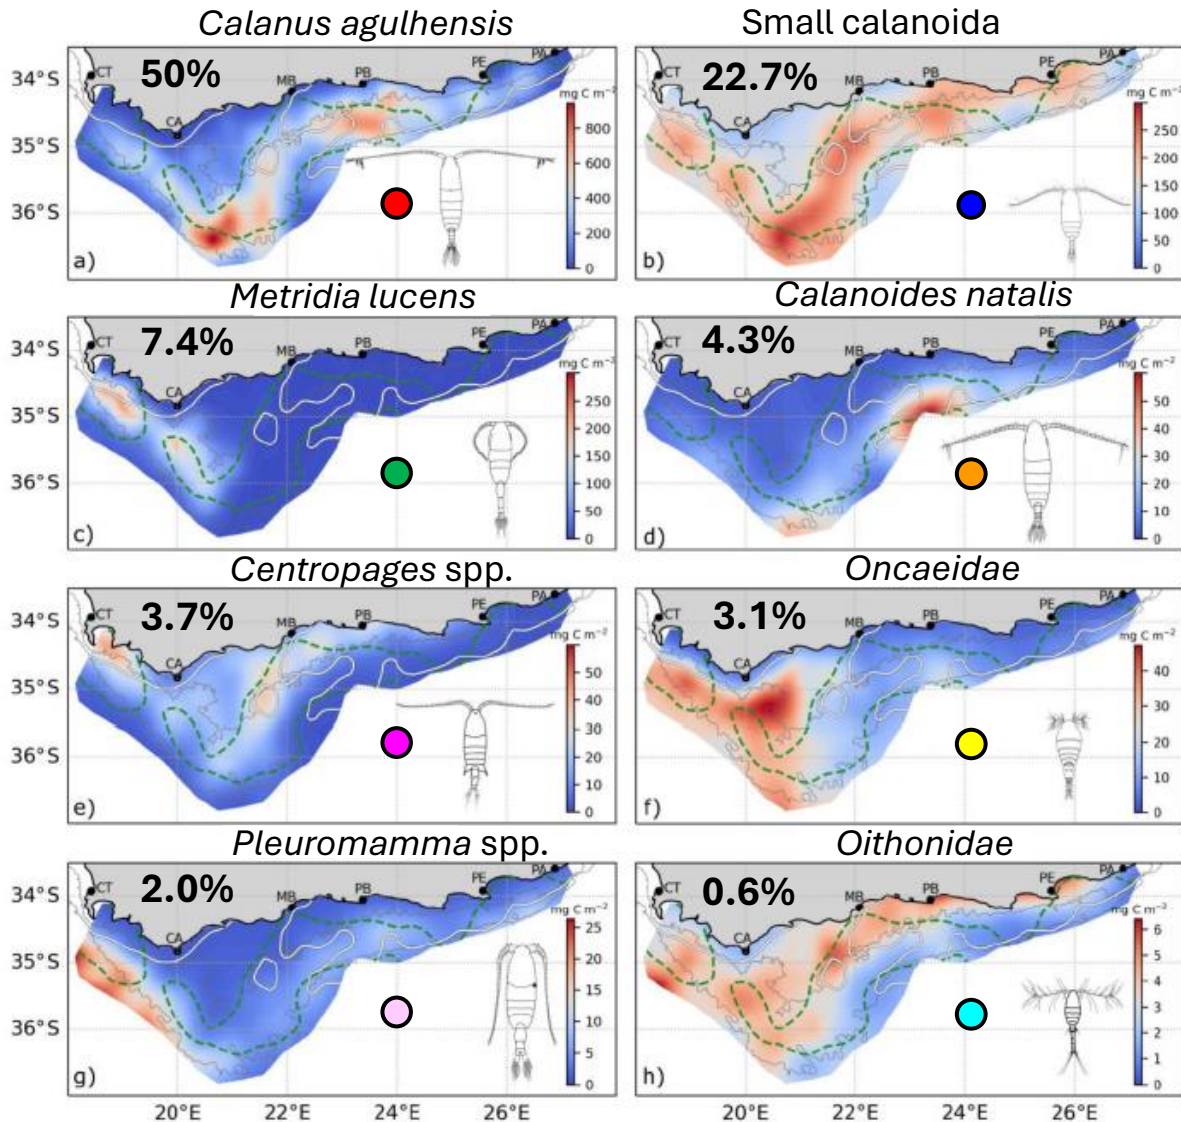 Calanus agulhensis
50%
34°S
35°S
36°S
CT
CA
MB
PB
PE
PA
mg C m⁻²
800
600
400
200
0
a)
Small calanoida
22.7%
CT
CA
MB
PB
PE
PA
mg C m⁻²
250
200
150
100
50
0
b)
Metridia lucens
7.4%
34°S
35°S
36°S
CT
CA
MB
PB
PE
PA
mg C m⁻²
250
200
150
100
50
0
c)
Calanoides natalis
4.3%
CT
CA
MB
PB
PE
PA
mg C m⁻²
50
40
30
20
10
0
d)
Centropages spp.
3.7%
34°S
35°S
36°S
CT
CA
MB
PB
PE
PA
mg C m⁻²
50
40
30
20
10
0
e)
Oncaeidae
3.1%
CT
CA
MB
PB
PE
PA
mg C m⁻²
40
30
20
10
0
f)
Pleuromamma spp.
2.0%
34°S
35°S
36°S
CT
CA
MB
PB
PE
PA
mg C m⁻²
25
20
15
10
5
0
g)
20°E
22°E
24°E
26°E
Oithonidae
0.6%
CT
CA
MB
PB
PE
PA
mg C m⁻²
6
5
4
3
2
1
0
h)
20°E
22°E
24°E
26°E